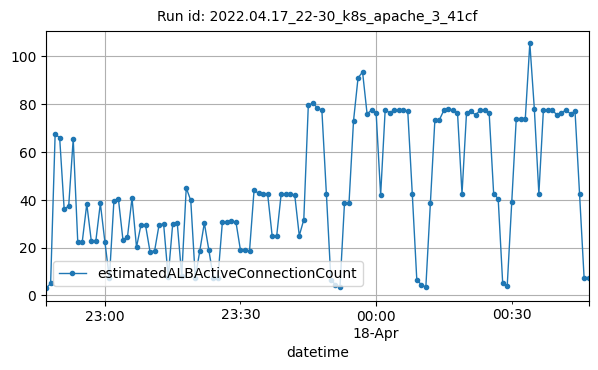 Run id: 2022.04.17_22-30_k8s_apache_3_41cf
100
80
60
40
20
0
estimatedALBActiveConnectionCount
23:00
23:30
00:00
00:30
18-Apr
datetime